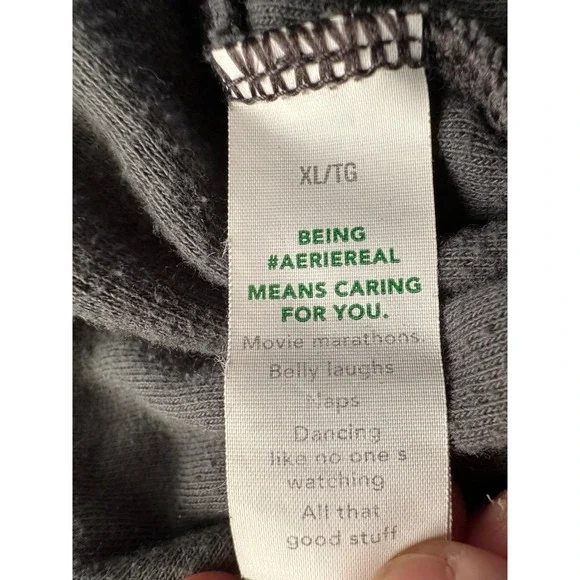 XL/TG
BEING
#AERIEREAL
MEANS CARING
FOR YOU.
Movie marathons
Belly laughs
Naps
Dancing
like no one s
watching
All that
good stuff